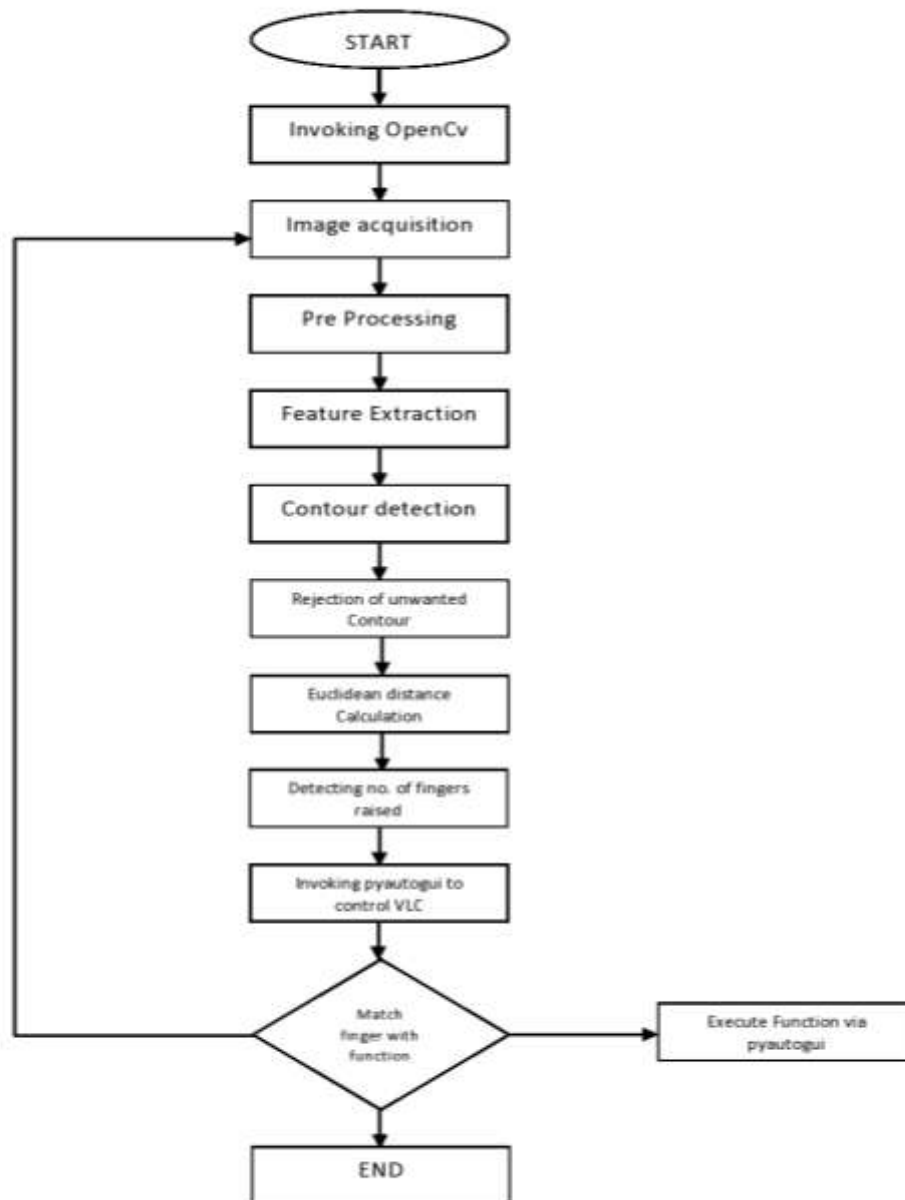 START
Invoking OpenCv
Image acquisition
Pre Processing
Feature Extraction
Contour detection
Rejection of unwanted
Contour
Euclidean distance
Calculation
Detecting no. of fingers
raised
Invoking pyautogui to
control VLC
Match
finger with
function
Execute Function via
pyautogui
END